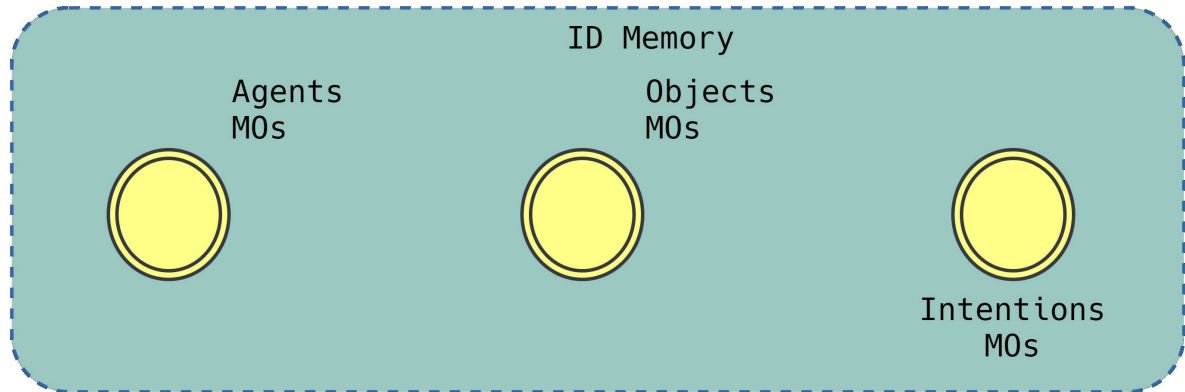 ID Memory
Agents
MOs
Objects
MOs
Intentions
MOs